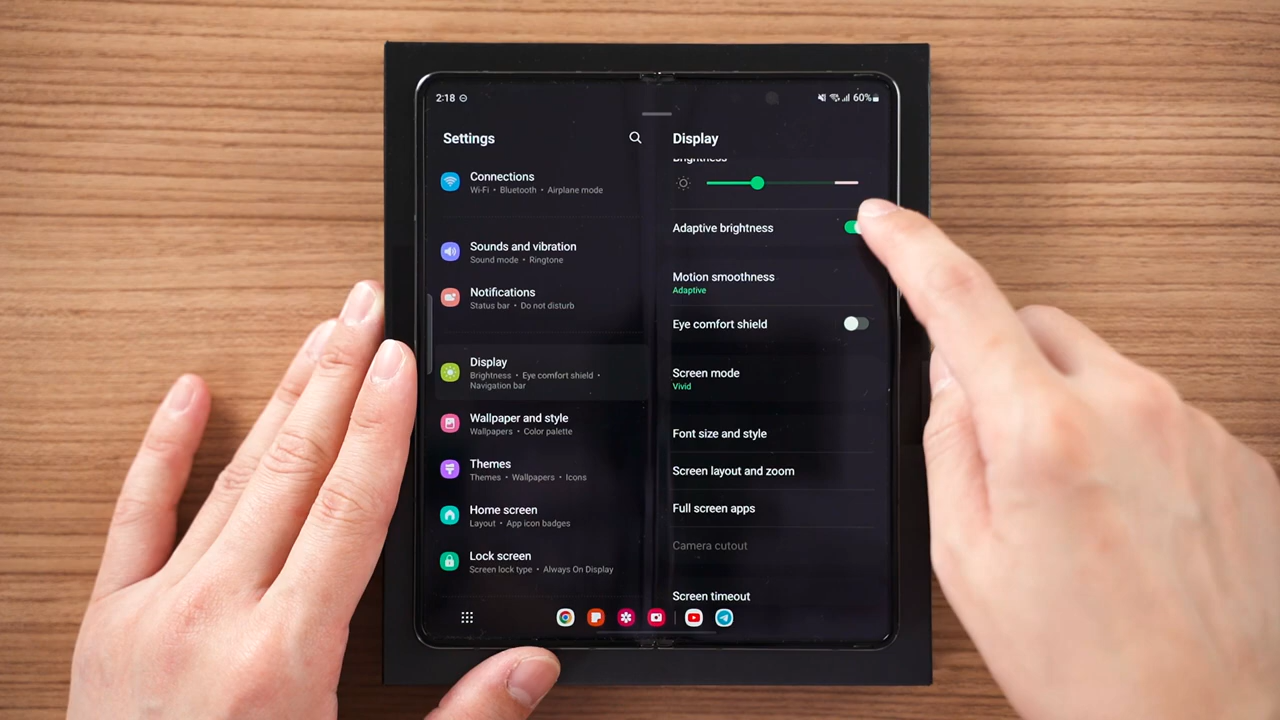 2:18
60%
Settings
Connections
Wi-Fi • Bluetooth • Airplane mode
Sounds and vibration
Sound mode • Ringtone
Notifications
Status bar • Do not disturb
Display
Brightness • Eye comfort shield •
Navigation bar
Wallpaper and style
Wallpapers • Color palette
Themes
Themes • Wallpapers • Icons
Home screen
Layout • App icon badges
Lock screen
Screen lock type • Always On Display
Display
Brightness
Adaptive brightness
Motion smoothness
Adaptive
Eye comfort shield
Screen mode
Vivid
Font size and style
Screen layout and zoom
Full screen apps
Camera cutout
Screen timeout